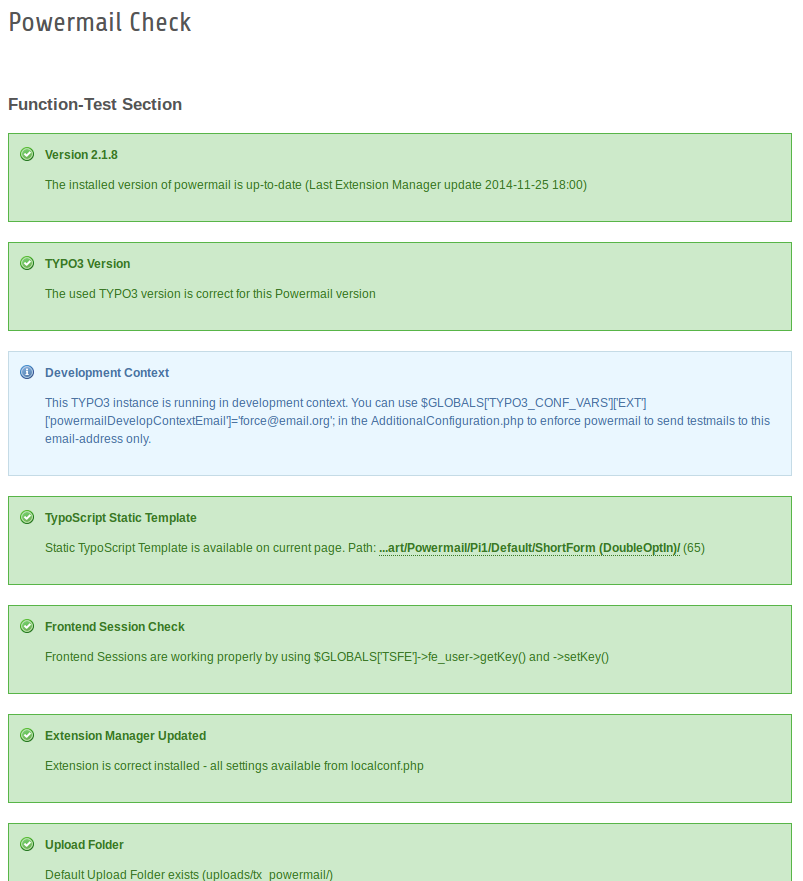 Powermail Check
Function-Test Section
Version 2.1.8
The installed version of powermail is up-to-date (Last Extension Manager update 2014-11-25 18:00)
TYPO3 Version
The used TYPO3 version is correct for this Powermail version
Development Context
This TYPO3 instance is running in development context. You can use $GLOBALS['TYPO3_CONF_VARS']['EXT']
['powermailDevelopContextEmail']='force@email.org'; in the AdditionalConfiguration.php to enforce powermail to send testmails to this
email-address only.
TypoScript Static Template
Static TypoScript Template is available on current page. Path: ...art/Powermail/Pi1/Default/ShortForm (DoubleOptIn)/ (65)
Frontend Session Check
Frontend Sessions are working properly by using $GLOBALS['TSFE']->fe_user->getKey() and ->setKey()
Extension Manager Updated
Extension is correct installed - all settings available from localconf.php
Upload Folder
Default Upload Folder exists (uploads/tx_powermail/)